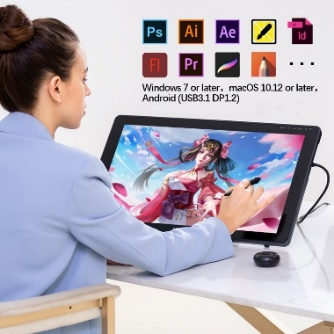 Ps Ai Ae Id
Fl Pr
Windows 7 or later，macOS 10.12 or later，
Android (USB3.1 DP1.2)